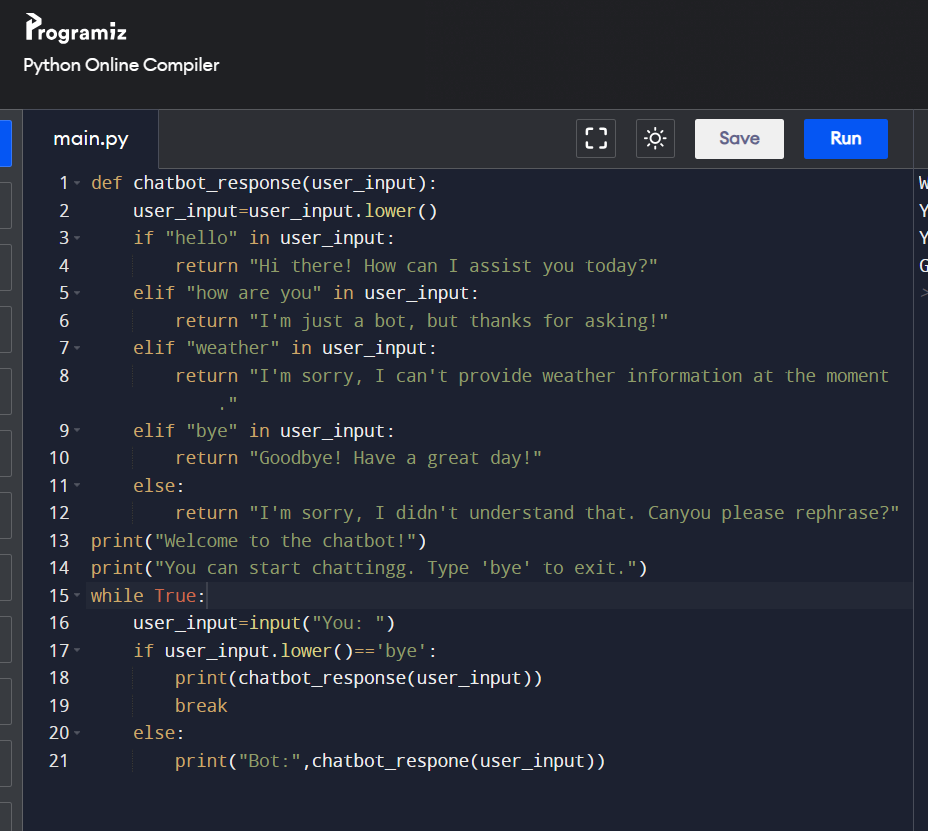 Programiz
Python Online Compiler
main.py
Save
Run
1 def chatbot_response(user_input):
2     user_input=user_input.lower()
3     if "hello" in user_input:
4         return "Hi there! How can I assist you today?"
5     elif "how are you" in user_input:
6         return "I'm just a bot, but thanks for asking!"
7     elif "weather" in user_input:
8         return "I'm sorry, I can't provide weather information at the moment
            ."
9     elif "bye" in user_input:
10         return "Goodbye! Have a great day!"
11     else:
12         return "I'm sorry, I didn't understand that. Canyou please rephrase?"
13 print("Welcome to the chatbot!")
14 print("You can start chattingg. Type 'bye' to exit.")
15 while True:
16     user_input=input("You: ")
17     if user_input.lower()=='bye':
18         print(chatbot_response(user_input))
19         break
20     else:
21         print("Bot:",chatbot_respone(user_input))